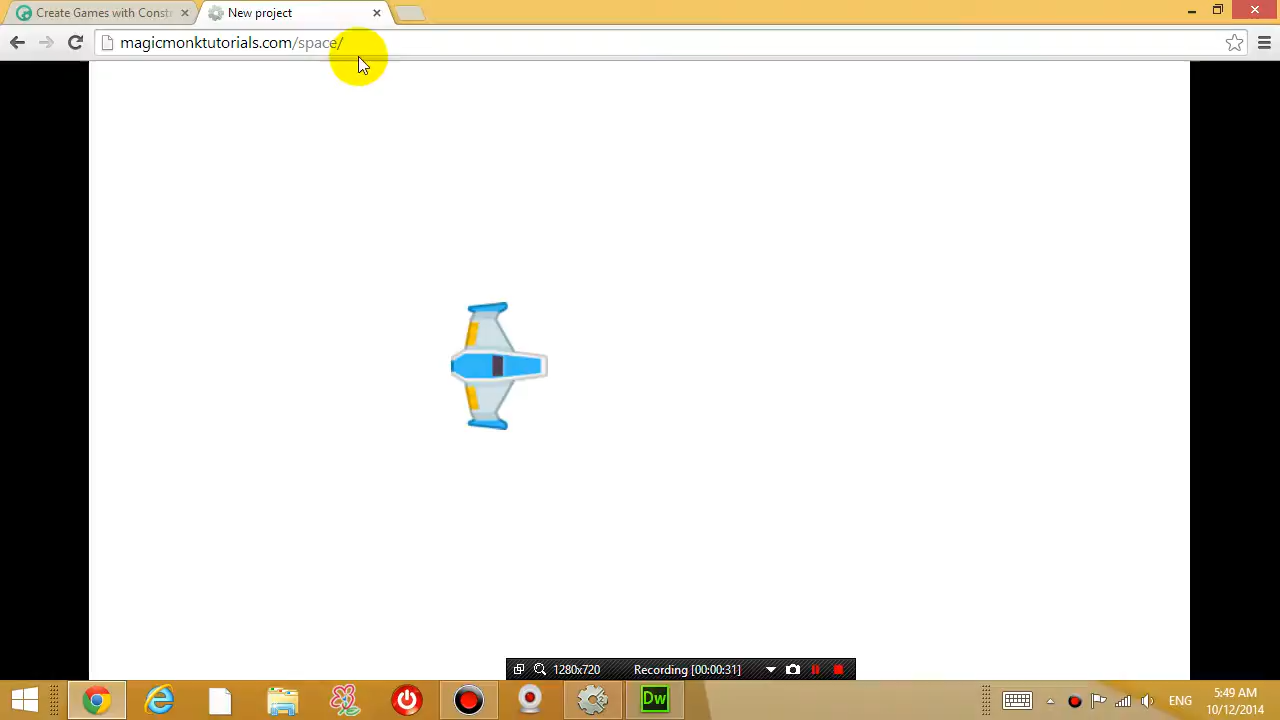 Create Games with Constr
New project
magicmonktutorials.com/space/
1280x720
Recording [00:00:31]
Dw
ENG
5:49 AM
10/12/2014